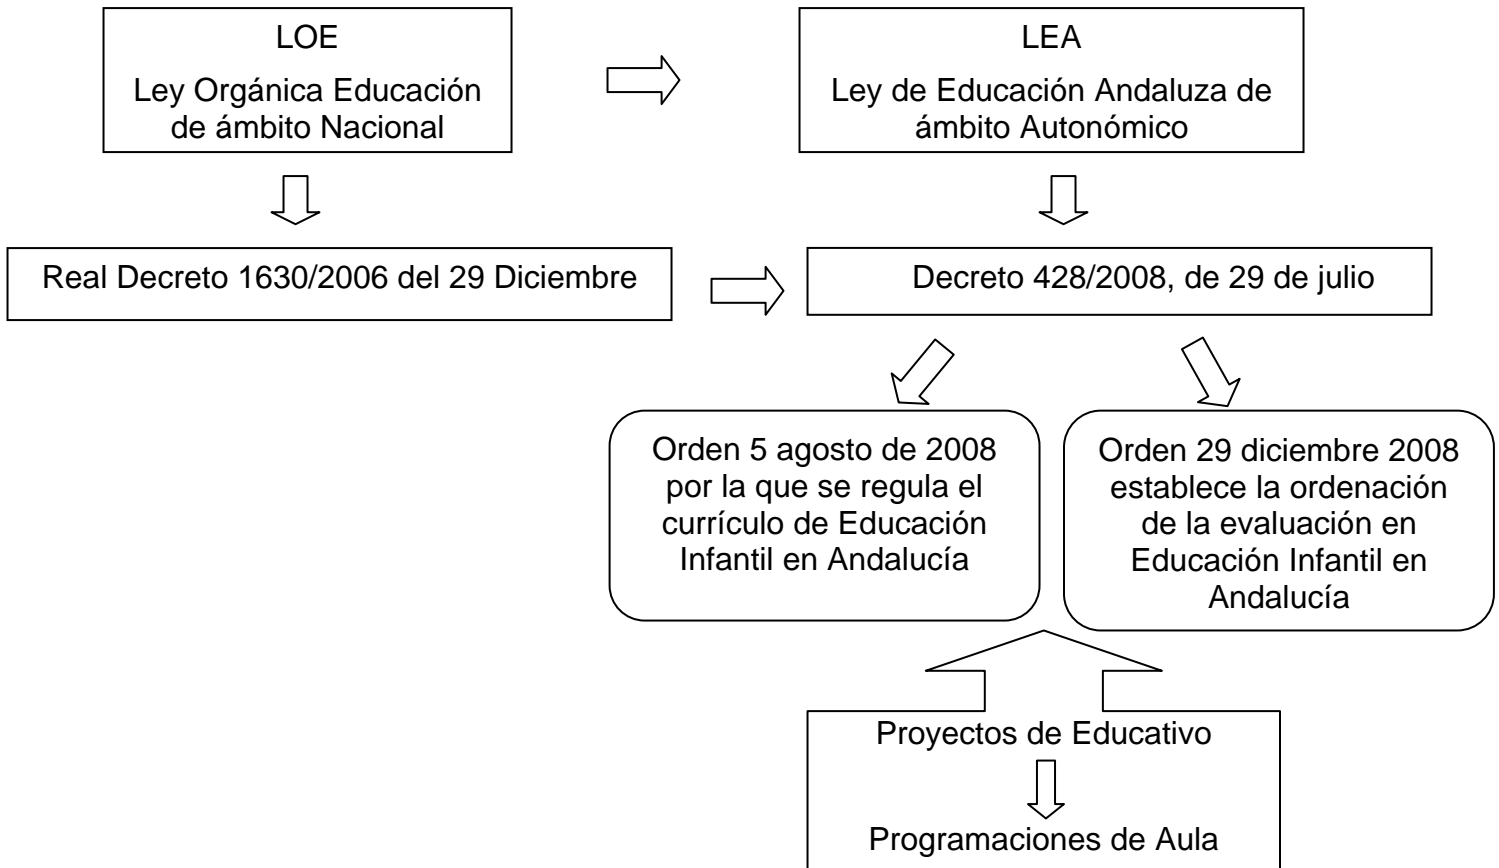 LOE
Ley Orgánica Educación
de ámbito Nacional
LEA
Ley de Educación Andaluza de
ámbito Autonómico
Real Decreto 1630/2006 del 29 Diciembre
Decreto 428/2008, de 29 de julio
Orden 5 agosto de 2008
por la que se regula el
currículo de Educación
Infantil en Andalucía
Orden 29 diciembre 2008
establece la ordenación
de la evaluación en
Educación Infantil en
Andalucía
Proyectos de Educativo
Programaciones de Aula